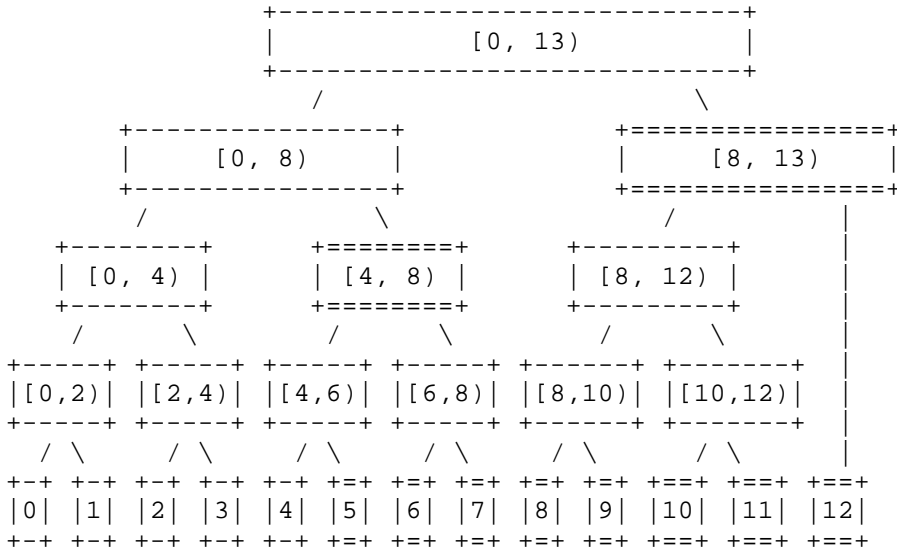 [0, 13)
[0, 8) [8, 13)
[0, 4) [4, 8) [8, 12)
[0,2) [2,4) [4,6) [6,8) [8,10) [10,12)
0 1 2 3 4 5 6 7 8 9 10 11 12